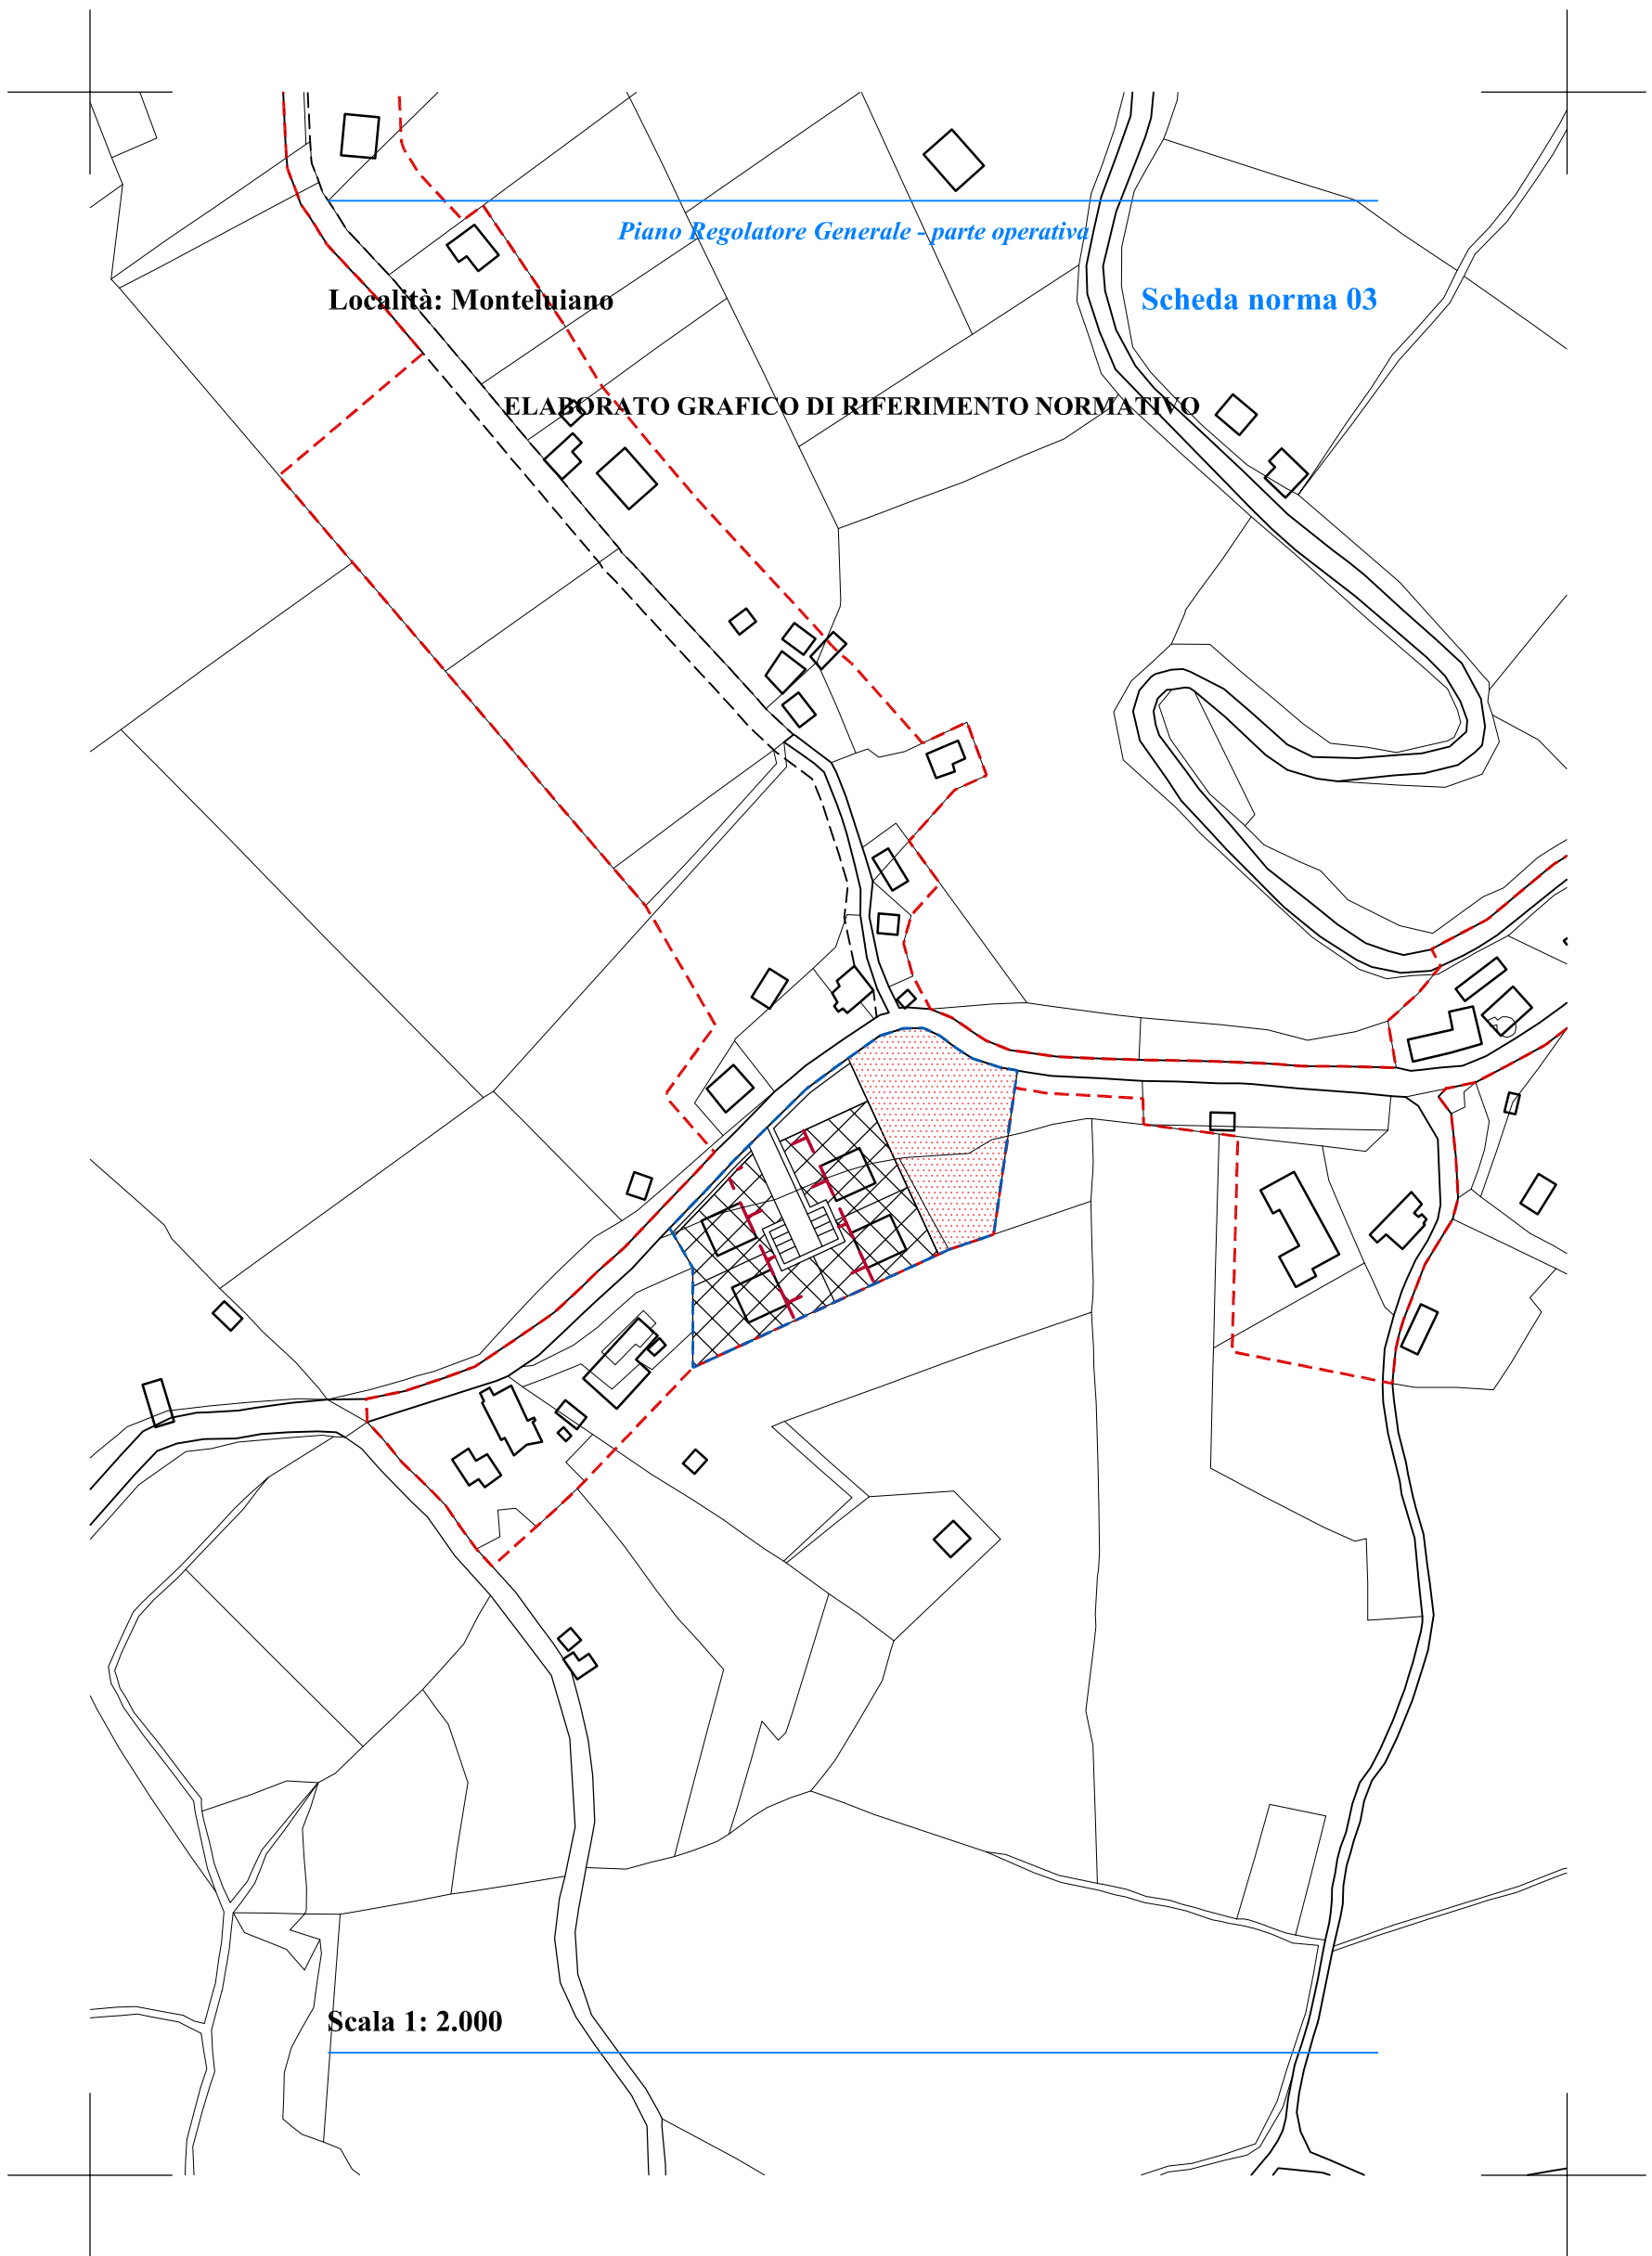 Piano Regolatore Generale - parte operativa
Località: Monteluiano
Scheda norma 03
ELABORATO GRAFICO DI RIFERIMENTO NORMATIVO
Scala 1: 2.000